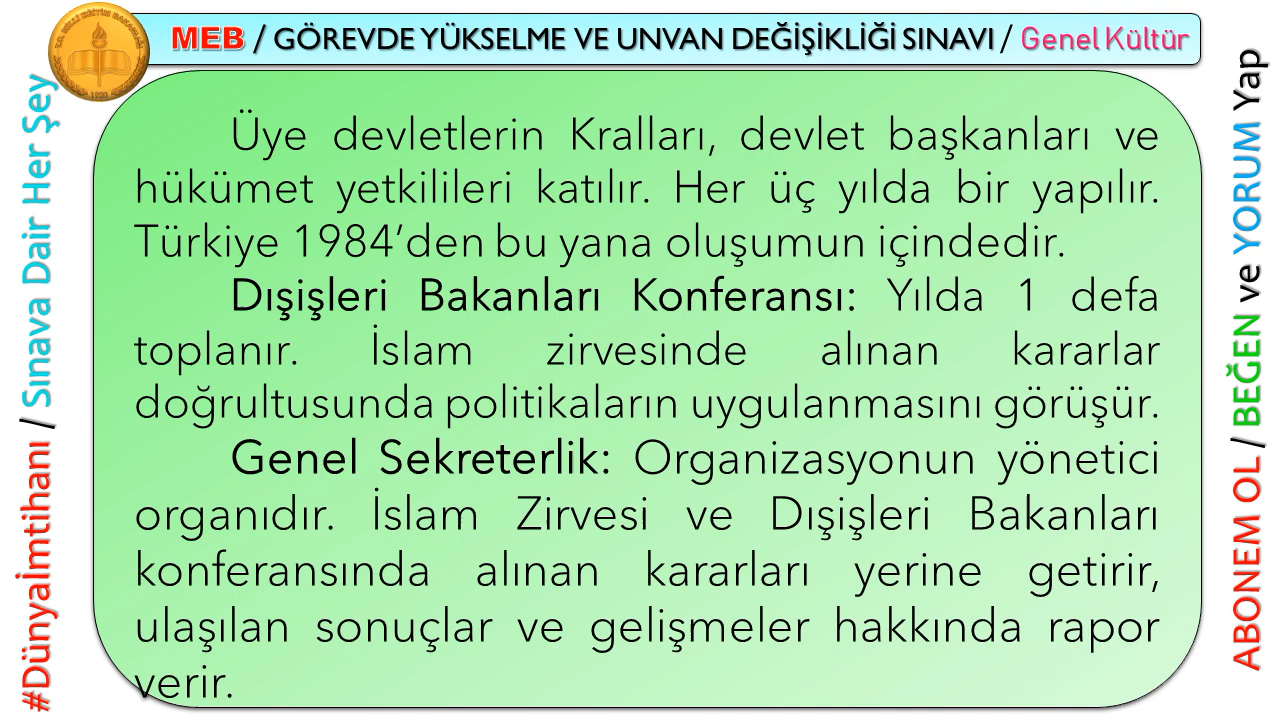 MEB / GÖREVDE YÜKSELME VE UNVAN DEĞİŞİKLİĞİ SINAVI / Genel Kültür
#Dünyaİmtihanı / Sınava Dair Her Şey
Üye devletlerin Kralları, devlet başkanları ve
hükümet yetkilileri katılır. Her üç yılda bir yapılır.
Türkiye 1984’den bu yana oluşumun içindedir.
Dışişleri Bakanları Konferansı: Yılda 1 defa
toplanır. İslam zirvesinde alınan kararlar
doğrultusunda politikaların uygulanmasını görüşür.
Genel Sekreterlik: Organizasyonun yönetici
organıdır. İslam Zirvesi ve Dışişleri Bakanları
konferansında alınan kararları yerine getirir,
ulaşılan sonuçlar ve gelişmeler hakkında rapor
verir.
ABONEM OL / BEĞEN ve YORUM Yap